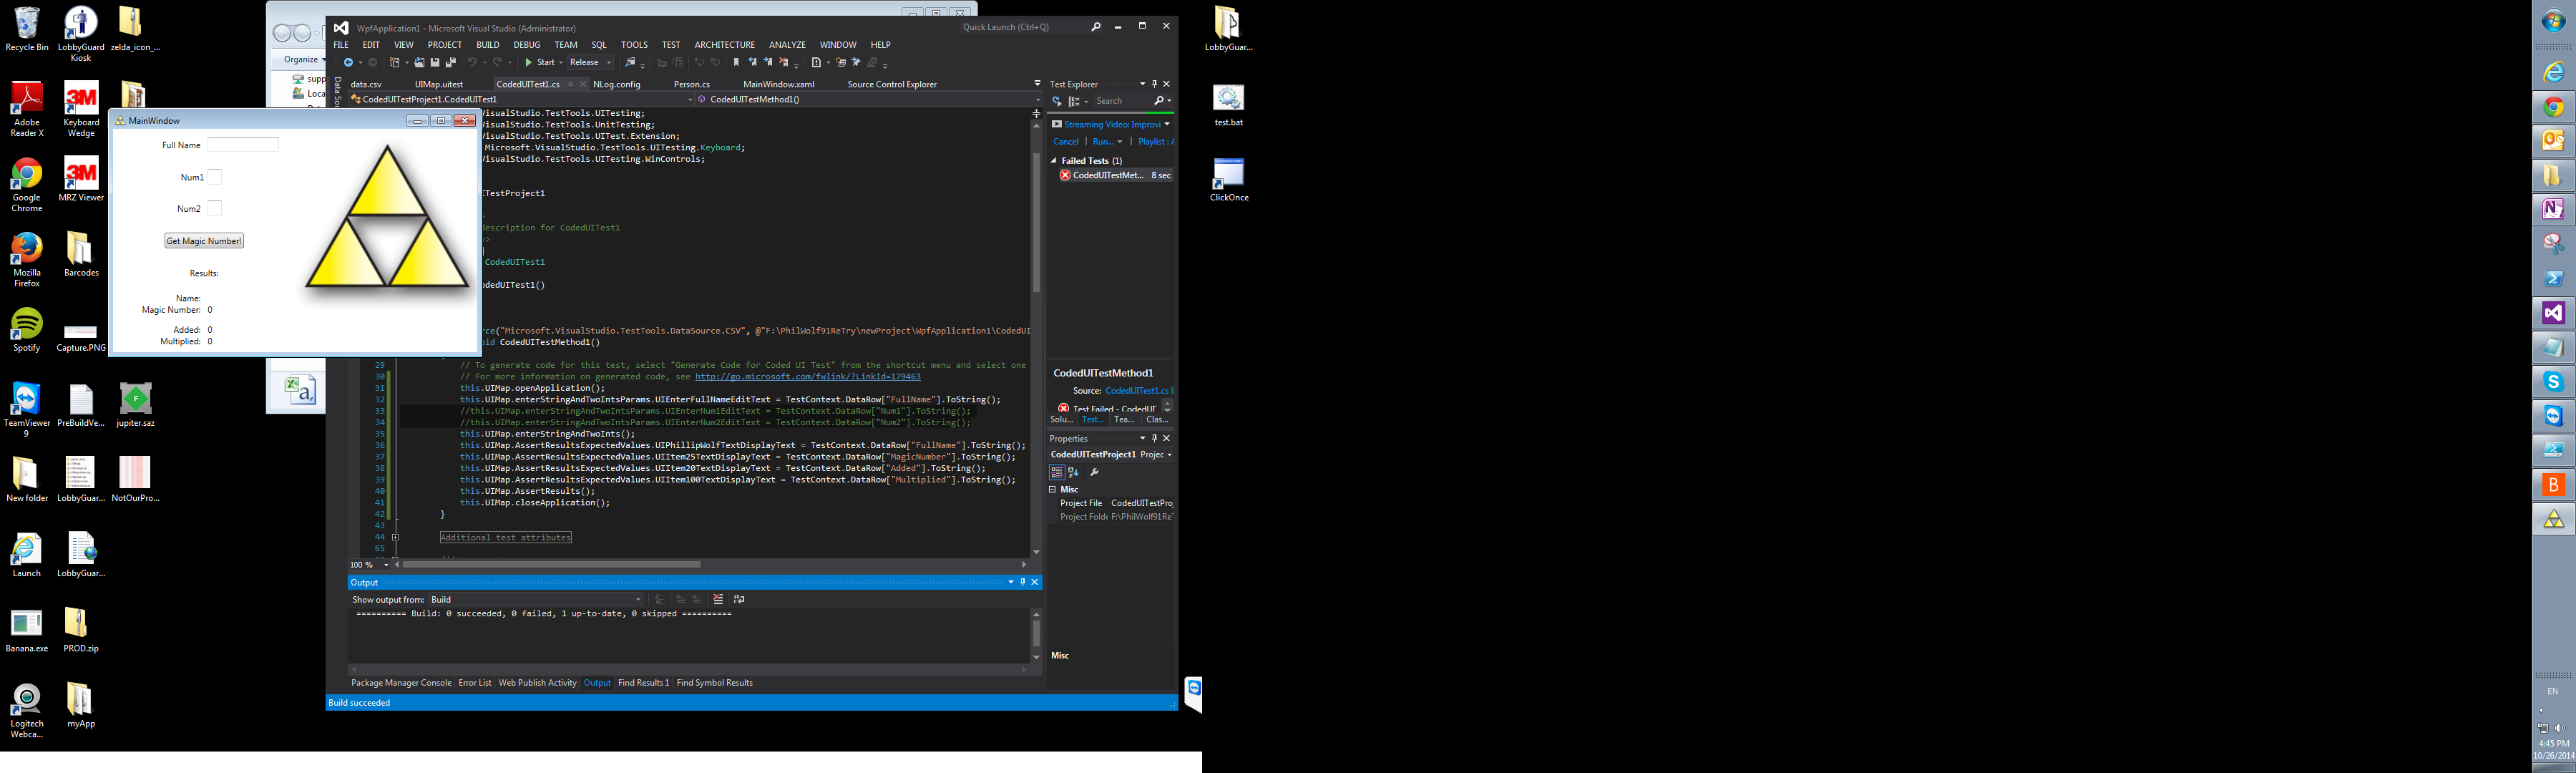 Recycle Bin
LobbyGuard Kiosk
zelda_icon_...
Adobe Reader X
3M
Keyboard Wedge
Google Chrome
3M
MRZ Viewer
Mozilla Firefox
Barcodes
Spotify
Capture.PNG
TeamViewer 9
PreBuildVe...
jupiter.saz
New folder
LobbyGuar...
NotOurPro...
Launch
LobbyGuar...
Banana.exe
PROD.zip
Logitech Webca...
myApp
Organize
supp
Loca
MainWindow
Full Name
Num1
Num2
Get Magic Number!
Results:
Name:
Magic Number: 0
Added: 0
Multiplied: 0
WpfApplication1 - Microsoft Visual Studio (Administrator)
Quick Launch (Ctrl+Q)
FILE EDIT VIEW PROJECT BUILD DEBUG TEAM SQL TOOLS TEST ARCHITECTURE ANALYZE WINDOW HELP
Start Release
Data So
data.csv UIMap.uitest CodedUITest1.cs NLog.config Person.cs MainWindow.xaml Source Control Explorer
CodedUITestProject1.CodedUITest1 CodedUITestMethod1()
VisualStudio.TestTools.UITesting;
VisualStudio.TestTools.UnitTesting;
VisualStudio.TestTools.UITest.Extension;
Microsoft.VisualStudio.TestTools.UITesting.Keyboard;
VisualStudio.TestTools.UITesting.WinControls;
ITestProject1
description for CodedUITest1
/>
CodedUITest1
odedUITest1()
rce("Microsoft.VisualStudio.TestTools.DataSource.CSV", @"F:\PhilWolf91ReTry\newProject\WpfApplication1\CodedUI
oid CodedUITestMethod1()
29 // To generate code for this test, select "Generate Code for Coded UI Test" from the shortcut menu and select one
30 // For more information on generated code, see http://go.microsoft.com/fwlink/?LinkId=179463
31 this.UIMap.openApplication();
32 this.UIMap.enterStringAndTwoIntsParams.UIEnterFullNameEditText = TestContext.DataRow["FullName"].ToString();
33 //this.UIMap.enterStringAndTwoIntsParams.UIEnterNum1EditText = TestContext.DataRow["Num1"].ToString();
34 //this.UIMap.enterStringAndTwoIntsParams.UIEnterNum2EditText = TestContext.DataRow["Num2"].ToString();
35 this.UIMap.enterStringAndTwoInts();
36 this.UIMap.AssertResultsExpectedValues.UIPhillipWolfTextDisplayText = TestContext.DataRow["FullName"].ToString();
37 this.UIMap.AssertResultsExpectedValues.UIItem25TextDisplayText = TestContext.DataRow["MagicNumber"].ToString();
38 this.UIMap.AssertResultsExpectedValues.UIItem20TextDisplayText = TestContext.DataRow["Added"].ToString();
39 this.UIMap.AssertResultsExpectedValues.UIItem100TextDisplayText = TestContext.DataRow["Multiplied"].ToString();
40 this.UIMap.AssertResults();
41 this.UIMap.closeApplication();
42 }
43
44 Additional test attributes
65
100 %
Output
Show output from: Build
========== Build: 0 succeeded, 0 failed, 1 up-to-date, 0 skipped ==========
Package Manager Console Error List Web Publish Activity Output Find Results 1 Find Symbol Results
Build succeeded
Test Explorer
Search
Streaming Video: Improvi
Cancel Run... Playlist : A
Failed Tests (1)
CodedUITestMet... 8 sec
CodedUITestMethod1
Source: CodedUITest1.cs li
Test Failed - CodedUI
Solu... Test... Tea... Clas...
Properties
CodedUITestProject1 Projec
Misc
Project File CodedUITestProj
Project Folde F:\PhilWolf91ReT
Misc
LobbyGuar...
test.bat
ClickOnce
EN
4:45 PM
10/26/2014